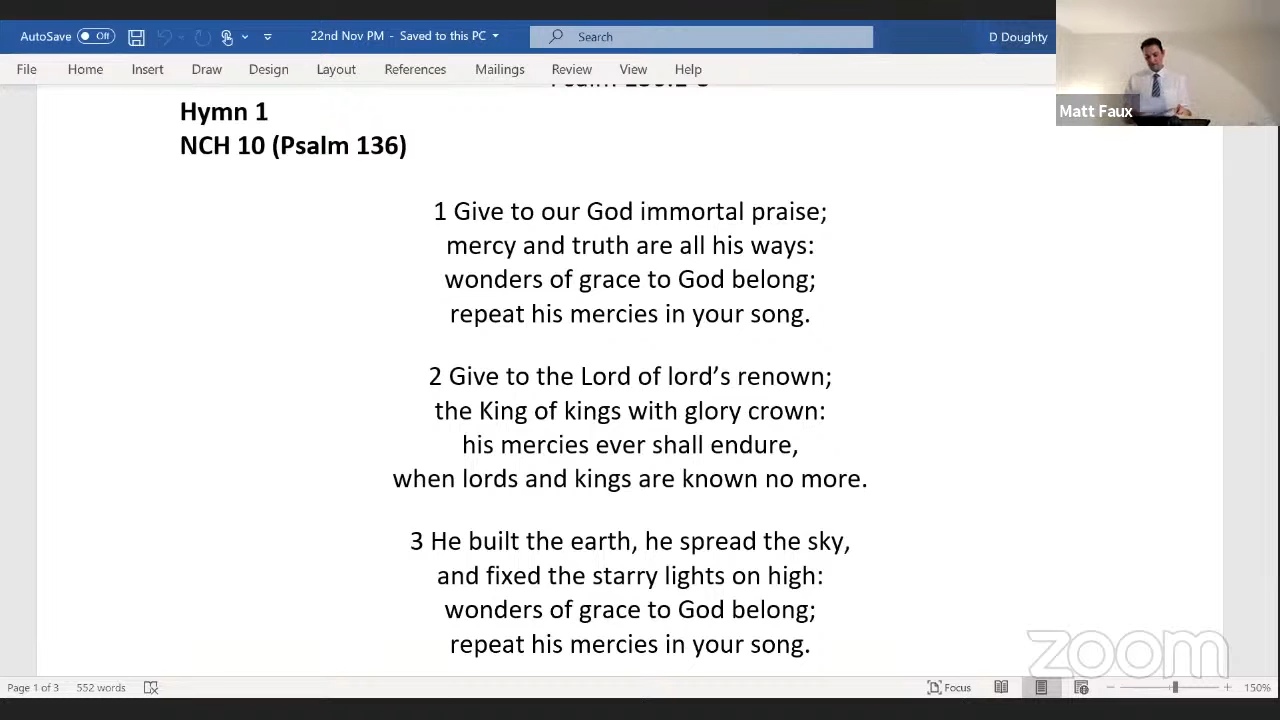 AutoSave Off 22nd Nov PM - Saved to this PC Search D Doughty
File Home Insert Draw Design Layout References Mailings Review View Help
Matt Faux
Hymn 1
NCH 10 (Psalm 136)
1 Give to our God immortal praise;
mercy and truth are all his ways:
wonders of grace to God belong;
repeat his mercies in your song.
2 Give to the Lord of lord’s renown;
the King of kings with glory crown:
his mercies ever shall endure,
when lords and kings are known no more.
3 He built the earth, he spread the sky,
and fixed the starry lights on high:
wonders of grace to God belong;
repeat his mercies in your song.
zoom
Page 1 of 3 552 words Focus 150%